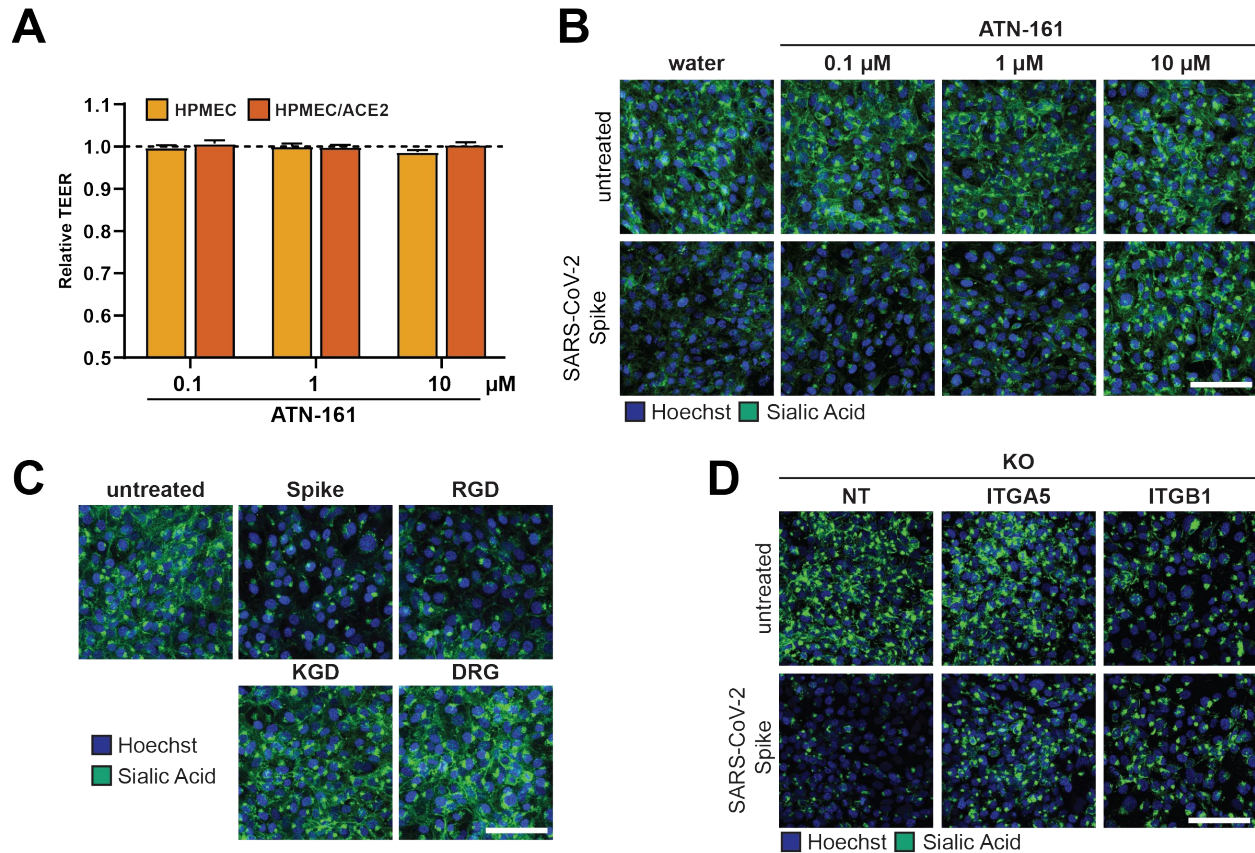 A
HPMEC HPMEC/ACE2
Relative TEER
1.1
1.0
0.9
0.8
0.7
0.6
0.5
0.1 1 10 µM
ATN-161
B
ATN-161
water 0.1 µM 1 µM 10 µM
untreated
SARS-CoV-2
Spike
Hoechst Sialic Acid
C
untreated Spike RGD
KGD DRG
Hoechst
Sialic Acid
D
KO
NT ITGA5 ITGB1
untreated
SARS-CoV-2
Spike
Hoechst Sialic Acid